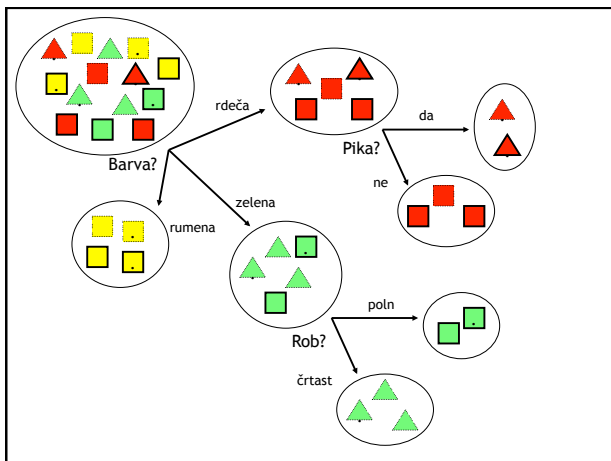 rdeča
da
Barva?
Pika?
ne
zelena
rumena
poln
Rob?
črtast